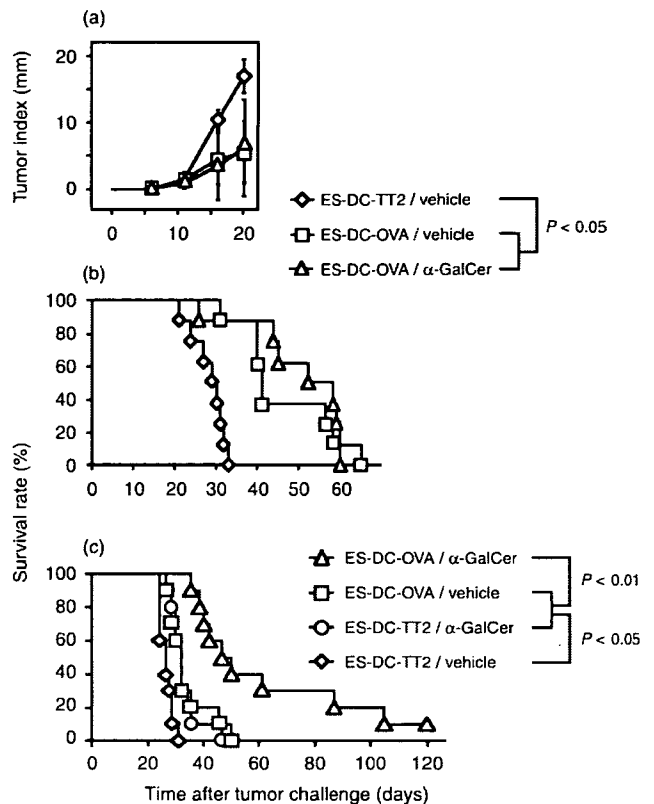 (a)
Tumor index (mm)
20
10
0
0 10 20
ES-DC-TT2 / vehicle
ES-DC-OVA / vehicle
ES-DC-OVA / α-GalCer
P < 0.05
(b)
100
80
60
40
20
0
0 10 20 30 40 50 60
Survival rate (%)
(c)
ES-DC-OVA / α-GalCer
ES-DC-OVA / vehicle
ES-DC-TT2 / α-GalCer
ES-DC-TT2 / vehicle
P < 0.01
P < 0.05
100
80
60
40
20
0
0 20 40 60 80 100 120
Time after tumor challenge (days)